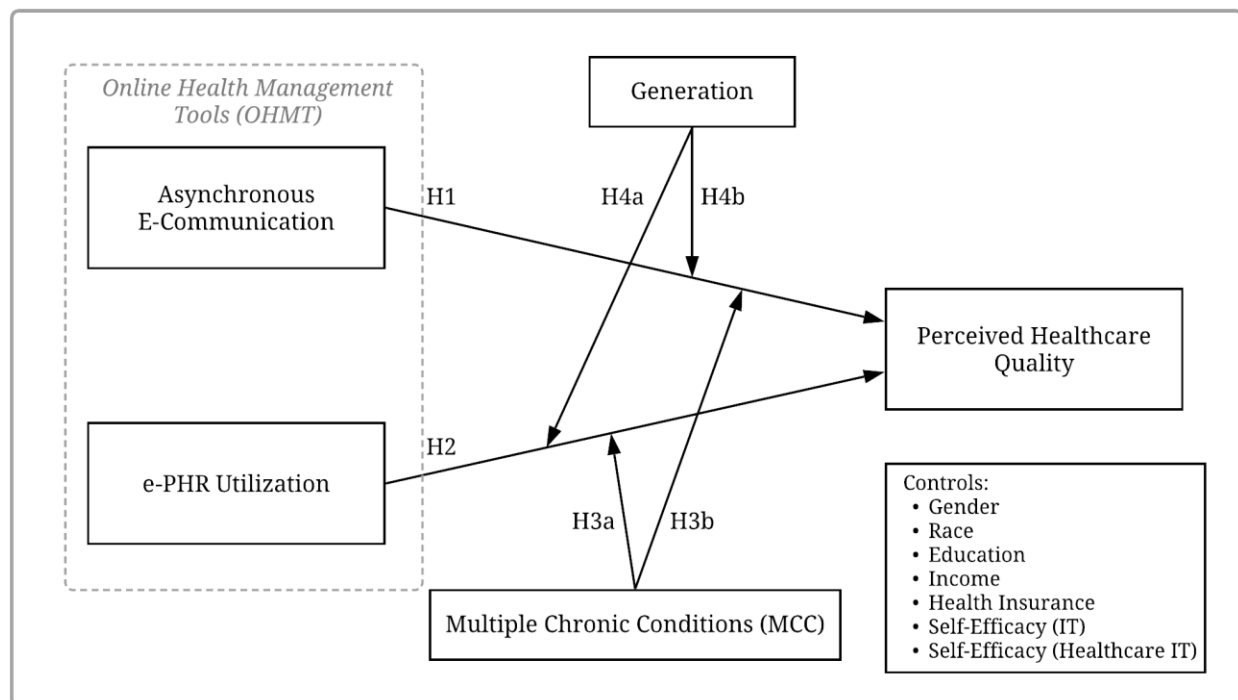 Online Health Management
Tools (OHMT)
Generation
Asynchronous
E-Communication
H1
H4a
H4b
Perceived Healthcare
Quality
H2
e-PHR Utilization
H3a
H3b
Multiple Chronic Conditions (MCC)
Controls:
• Gender
• Race
• Education
• Income
• Health Insurance
• Self-Efficacy (IT)
• Self-Efficacy (Healthcare IT)